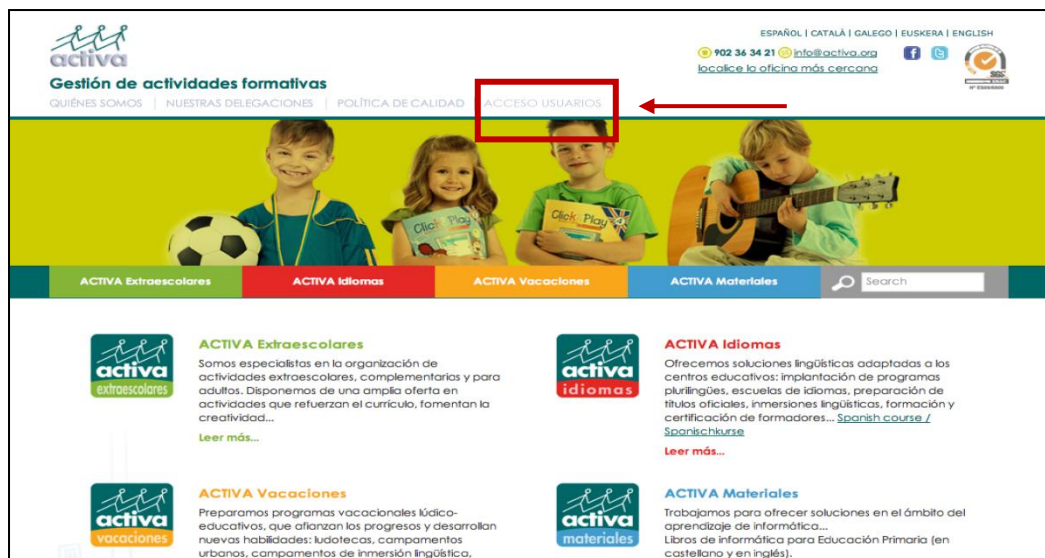 activa
ESPAÑOL | CATALÀ | GALEGO | EUSKERA | ENGLISH
902 36 34 21 info@activa.org
localice la oficina más cercana
SGS
Gestión de actividades formativas
QUIÉNES SOMOS | NUESTRAS DELEGACIONES | POLÍTICA DE CALIDAD | ACCESO USUARIOS
Click Play
Click Play 4
ACTIVA Extraescolares ACTIVA Idiomas ACTIVA Vacaciones ACTIVA Materiales Search
activa
extraescolares
ACTIVA Extraescolares
Somos especialistas en la organización de
actividades extraescolares, complementarias y para
adultos. Disponemos de una amplia oferta en
actividades que refuerzan el currículo, fomentan la
creatividad...
Leer más...
activa
idiomas
ACTIVA Idiomas
Ofrecemos soluciones lingüísticas adaptadas a los
centros educativos: implantación de programas
plurilingües, escuelas de idiomas, preparación de
títulos oficiales, inmersiones lingüísticas, formación y
certificación de formadores... Spanish course /
Spanischkurse
Leer más...
activa
vacaciones
ACTIVA Vacaciones
Preparamos programas vacacionales lúdico-
educativos, que afianzan los progresos y desarrollan
nuevas habilidades: ludotecas, campamentos
urbanos, campamentos de inmersión lingüística,
activa
materiales
ACTIVA Materiales
Trabajamos para ofrecer soluciones en el ámbito del
aprendizaje de informática...
Libros de informática para Educación Primaria (en
castellano y en inglés).